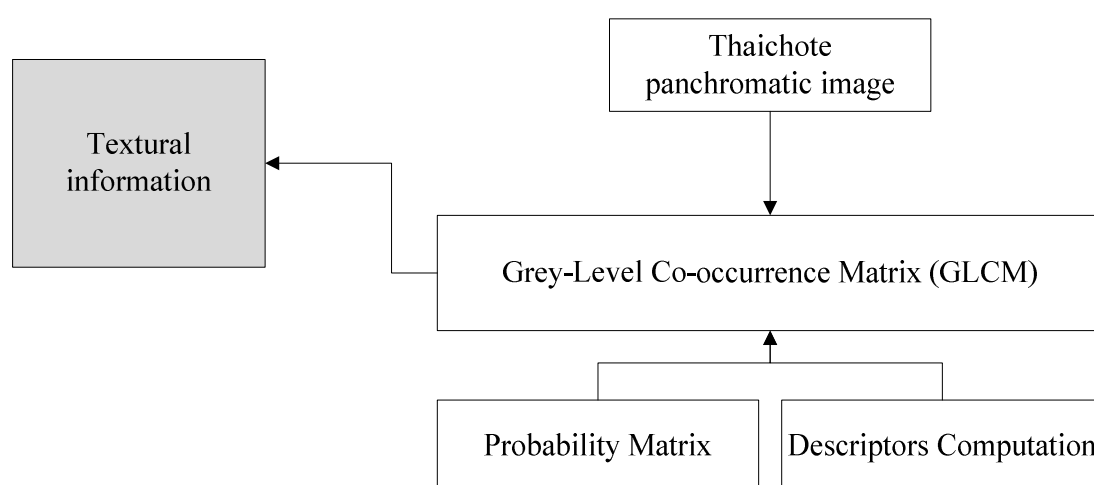 Thaichote
panchromatic image
Textural
information
Grey-Level Co-occurrence Matrix (GLCM)
Probability Matrix
Descriptors Computation